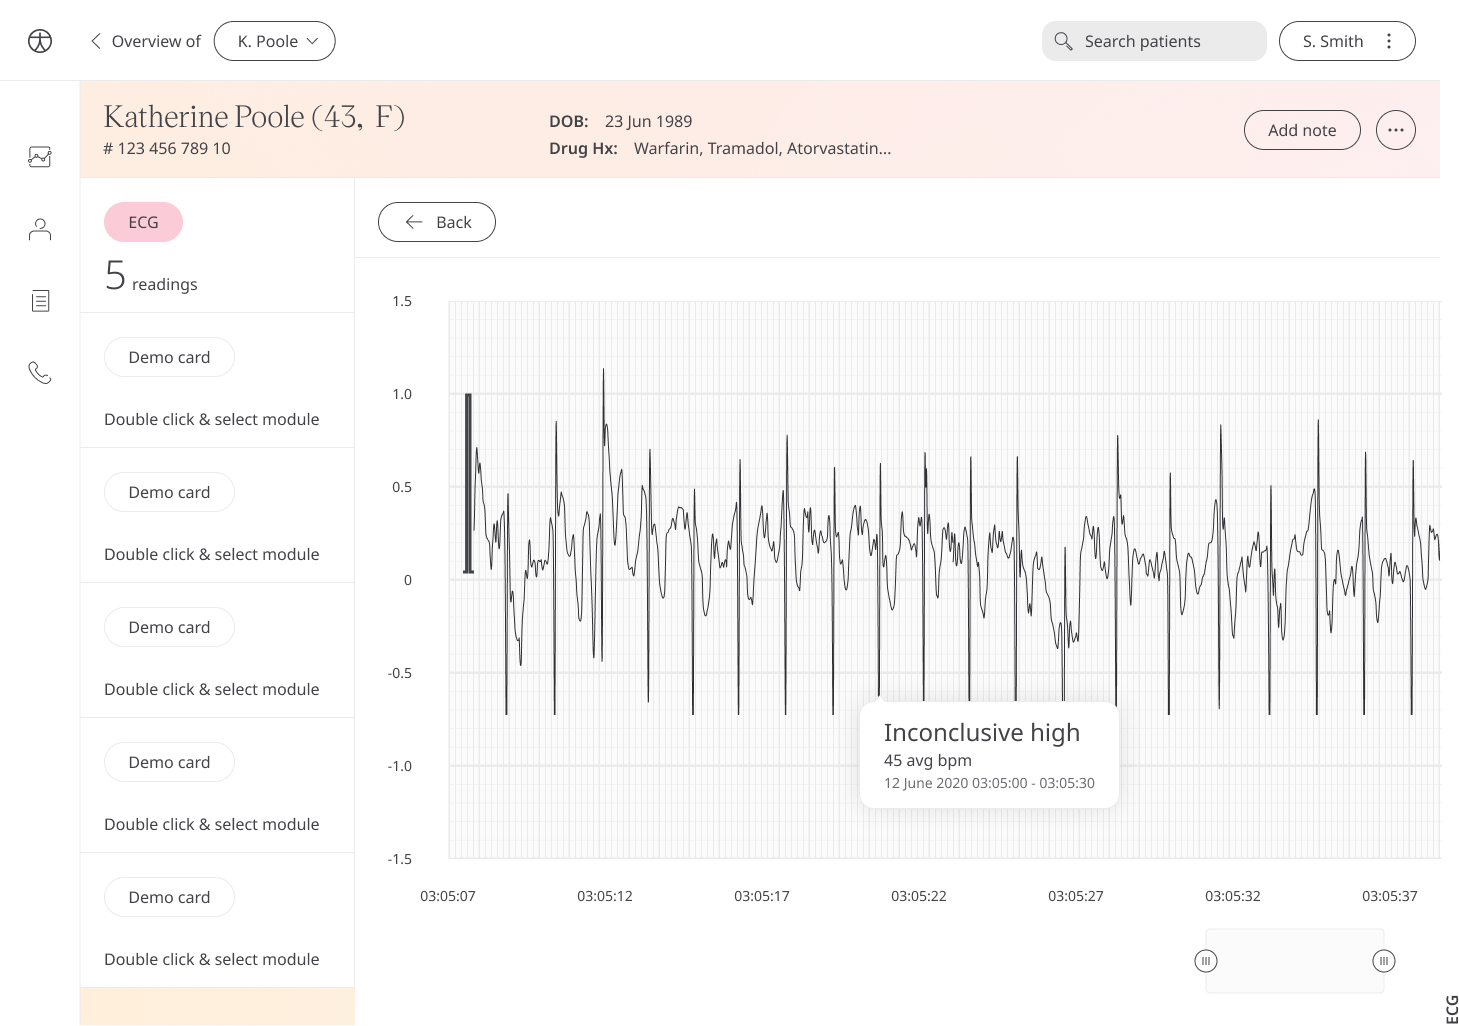 Overview of
K. Poole
Search patients
S. Smith
Katherine Poole (43, F)
# 123 456 789 10
DOB: 23 Jun 1989
Drug Hx: Warfarin, Tramadol, Atorvastatin...
Add note
ECG
5 readings
Demo card
Double click & select module
Demo card
Double click & select module
Demo card
Double click & select module
Demo card
Double click & select module
Demo card
Double click & select module
Back
1.5
1.0
0.5
0
-0.5
-1.0
-1.5
Inconclusive high
45 avg bpm
12 June 2020 03:05:00 - 03:05:30
03:05:07
03:05:12
03:05:17
03:05:22
03:05:27
03:05:32
03:05:37
ECG